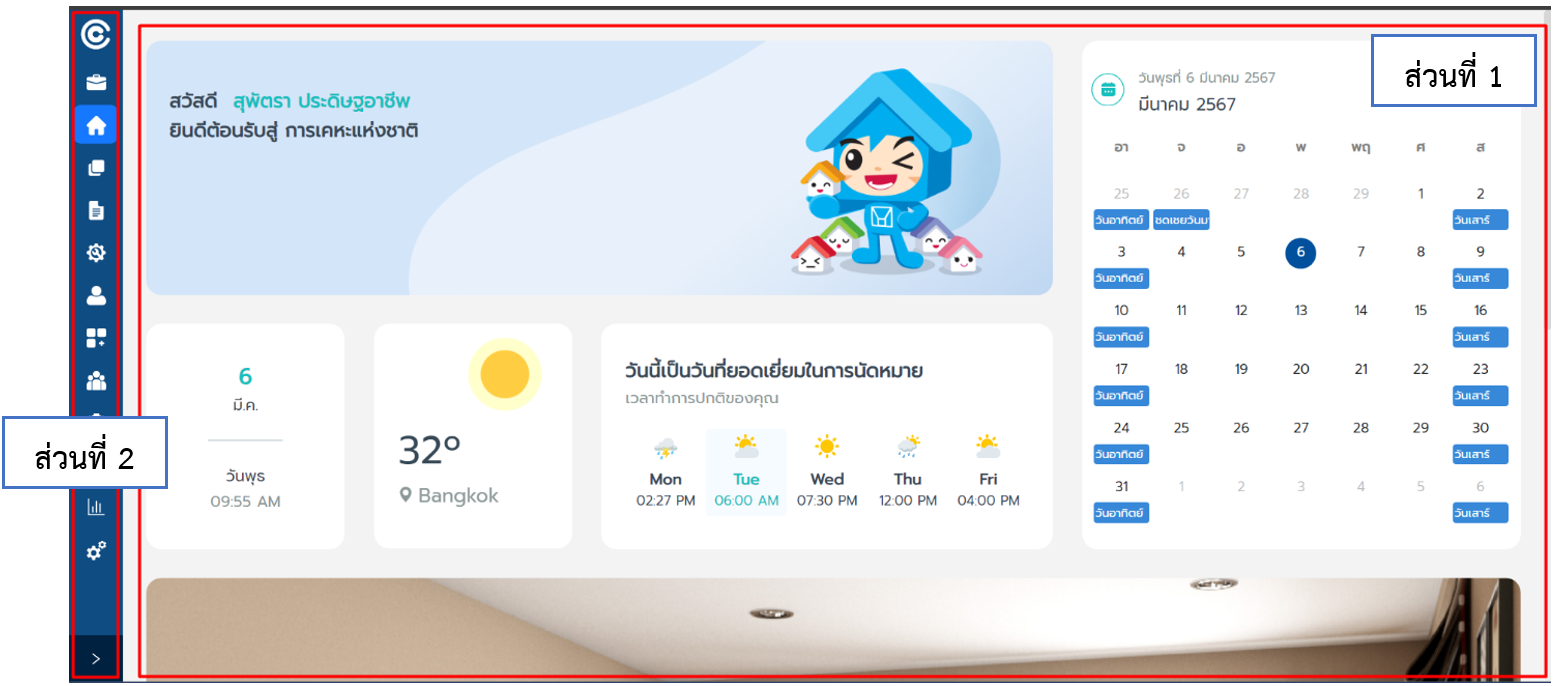 ส่วนที่ 1
สวัสดี สุพัตรา ประดิษฐอาชีพ
ยินดีต้อนรับสู่ การเคหะแห่งชาติ
วันพุธที่ 6 มีนาคม 2567
มีนาคม 2567
อา จ อ พ พฤ ศ ส
25 26 27 28 29 1 2
วันอาทิตย์ ชดเชยวันม วันเสาร์
3 4 5 6 7 8 9
วันอาทิตย์ วันเสาร์
10 11 12 13 14 15 16
วันอาทิตย์ วันเสาร์
17 18 19 20 21 22 23
วันอาทิตย์ วันเสาร์
24 25 26 27 28 29 30
วันอาทิตย์ วันเสาร์
31 1 2 3 4 5 6
วันอาทิตย์ วันเสาร์
6
มี.ค.
วันพุธ
09:55 AM
32°
Bangkok
วันนี้เป็นวันที่ยอดเยี่ยมในการนัดหมาย
เวลาทำการปกติของคุณ
Mon Tue Wed Thu Fri
02:27 PM 06:00 AM 07:30 PM 12:00 PM 04:00 PM
ส่วนที่ 2